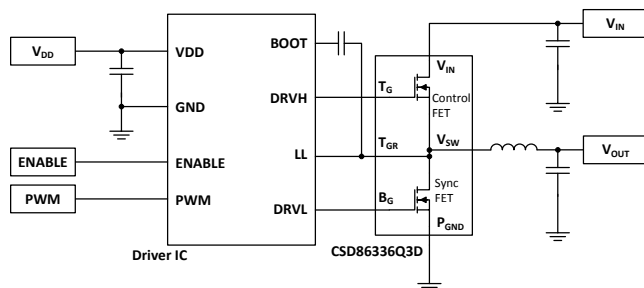 VDD
VDD
GND
ENABLE
ENABLE
PWM
PWM
BOOT
DRVH
LL
DRVL
Driver IC
VIN
TG
Control
FET
TGR
VSW
Sync
FET
BG
PGND
CSD86336Q3D
VIN
VOUT